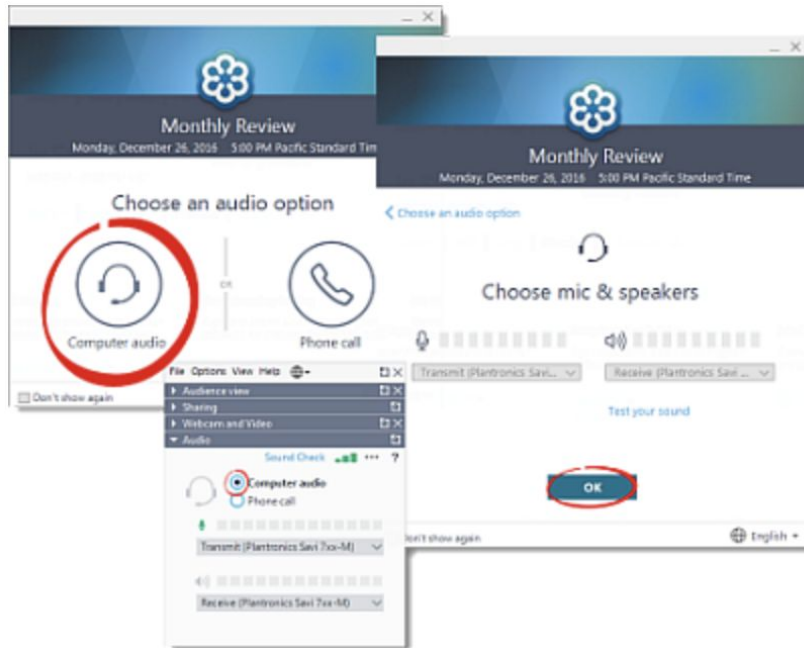 Monthly Review
Monday, December 26, 2016 5:00 PM Pacific Standard Tim
Choose an audio option
OR
Computer audio
Phone call
Don't show again
Monthly Review
Monday, December 26, 2016 5:00 PM Pacific Standard Time
Choose an audio option
Choose mic & speakers
Transmit (Plantronics Savi... 
Receive (Plantronics Savi ...
Test your sound
OK
Don't show again
English
File Options View Help
Audience view
Sharing
Webcam and Video
Audio
Sound Check ... ?
Computer audio
Phone call
Transmit (Plantronics Savi 7xx-M)
Receive (Plantronics Savi 7xx-M)